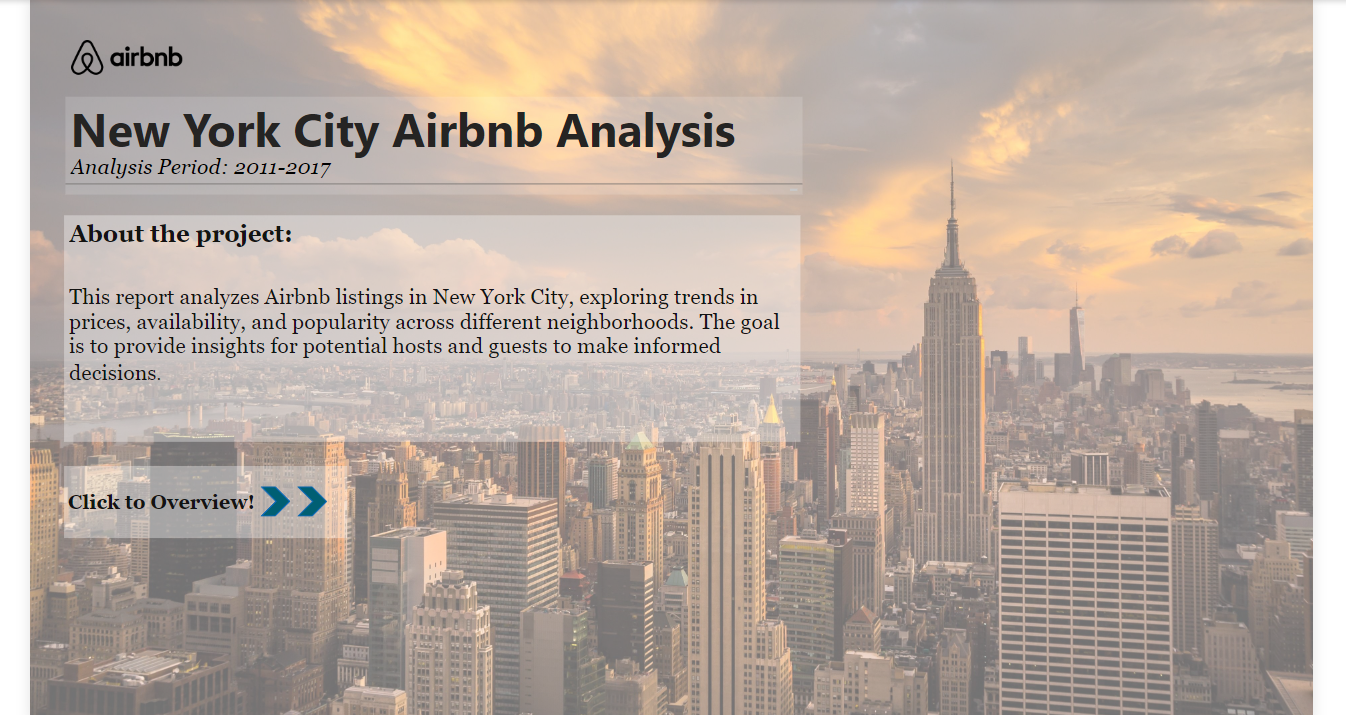 airbnb
New York City Airbnb Analysis
Analysis Period: 2011-2017
About the project:
This report analyzes Airbnb listings in New York City, exploring trends in
prices, availability, and popularity across different neighborhoods. The goal
is to provide insights for potential hosts and guests to make informed
decisions.
Click to Overview!